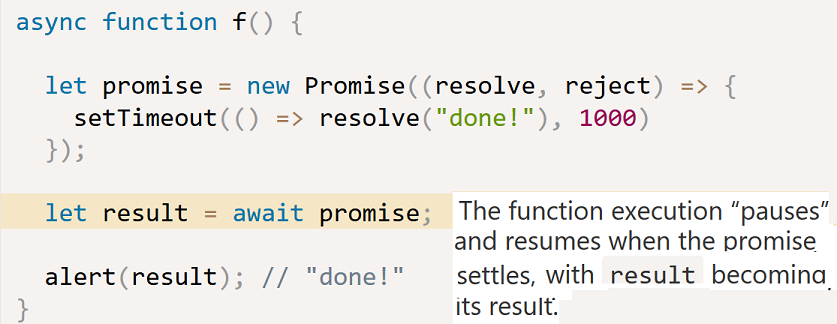 async function f() {
let promise = new Promise((resolve, reject) => {
setTimeout(() => resolve("done!"), 1000)
});
let result = await promise;
The function execution “pauses”
and resumes when the promise
settles, with result becoming
its result.
alert(result); // "done!"
}